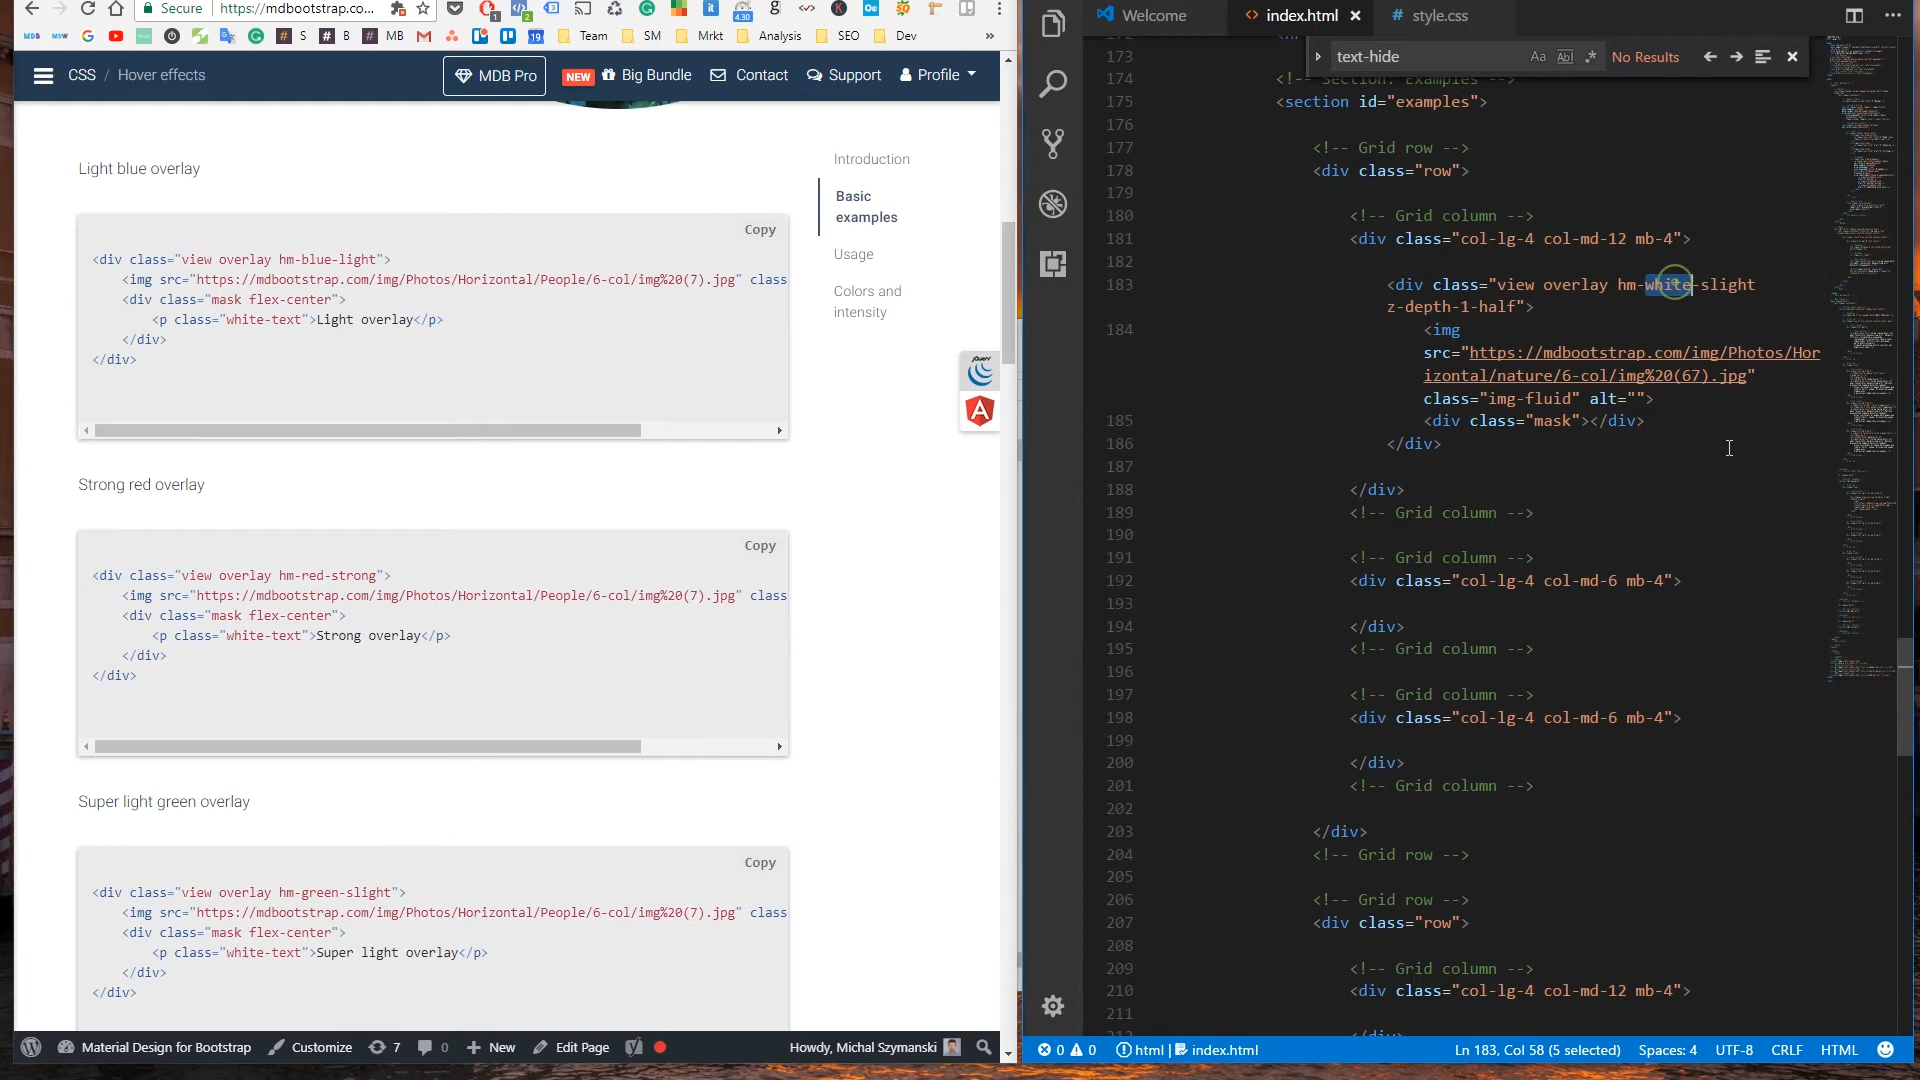 Secure https://mdbootstrap.co...
4.30
S B MB Team SM Mrkt Analysis SEO Dev »
CSS / Hover effects MDB Pro NEW Big Bundle Contact Support Profile
Light blue overlay
Copy
<div class="view overlay hm-blue-light">
<img src="https://mdbootstrap.com/img/Photos/Horizontal/People/6-col/img%20(7).jpg" class
<div class="mask flex-center">
<p class="white-text">Light overlay</p>
</div>
</div>
Strong red overlay
Copy
<div class="view overlay hm-red-strong">
<img src="https://mdbootstrap.com/img/Photos/Horizontal/People/6-col/img%20(7).jpg" class
<div class="mask flex-center">
<p class="white-text">Strong overlay</p>
</div>
</div>
Super light green overlay
Copy
<div class="view overlay hm-green-slight">
<img src="https://mdbootstrap.com/img/Photos/Horizontal/People/6-col/img%20(7).jpg" class
<div class="mask flex-center">
<p class="white-text">Super light overlay</p>
</div>
</div>
Introduction
Basic
examples
Usage
Colors and
intensity
jQuery
Material Design for Bootstrap Customize 7 0 New Edit Page Howdy, Michal Szymanski
Welcome index.html style.css
text-hide Aa Abl .* No Results
173
174 <!-- Section: Examples -->
175 <section id="examples">
176
177 <!-- Grid row -->
178 <div class="row">
179
180 <!-- Grid column -->
181 <div class="col-lg-4 col-md-12 mb-4">
182
183 <div class="view overlay hm-white-slight
z-depth-1-half">
184 <img
src="https://mdbootstrap.com/img/Photos/Hor
izontal/nature/6-col/img%20(67).jpg"
class="img-fluid" alt="">
185 <div class="mask"></div>
186 </div>
187
188 </div>
189 <!-- Grid column -->
190
191 <!-- Grid column -->
192 <div class="col-lg-4 col-md-6 mb-4">
193
194 </div>
195 <!-- Grid column -->
196
197 <!-- Grid column -->
198 <div class="col-lg-4 col-md-6 mb-4">
199
200 </div>
201 <!-- Grid column -->
202
203 </div>
204 <!-- Grid row -->
205
206 <!-- Grid row -->
207 <div class="row">
208
209 <!-- Grid column -->
210 <div class="col-lg-4 col-md-12 mb-4">
211
212 </div>
0 0 html | index.html Ln 183, Col 58 (5 selected) Spaces: 4 UTF-8 CRLF HTML